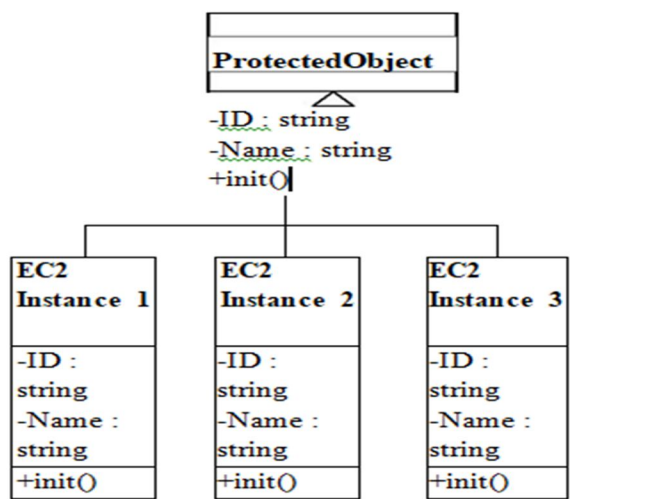 ProtectedObject
-ID : string
-Name : string
+init()
EC2
Instance 1
-ID :
string
-Name :
string
+init()
EC2
Instance 2
-ID :
string
-Name :
string
+init()
EC2
Instance 3
-ID :
string
-Name :
string
+init()